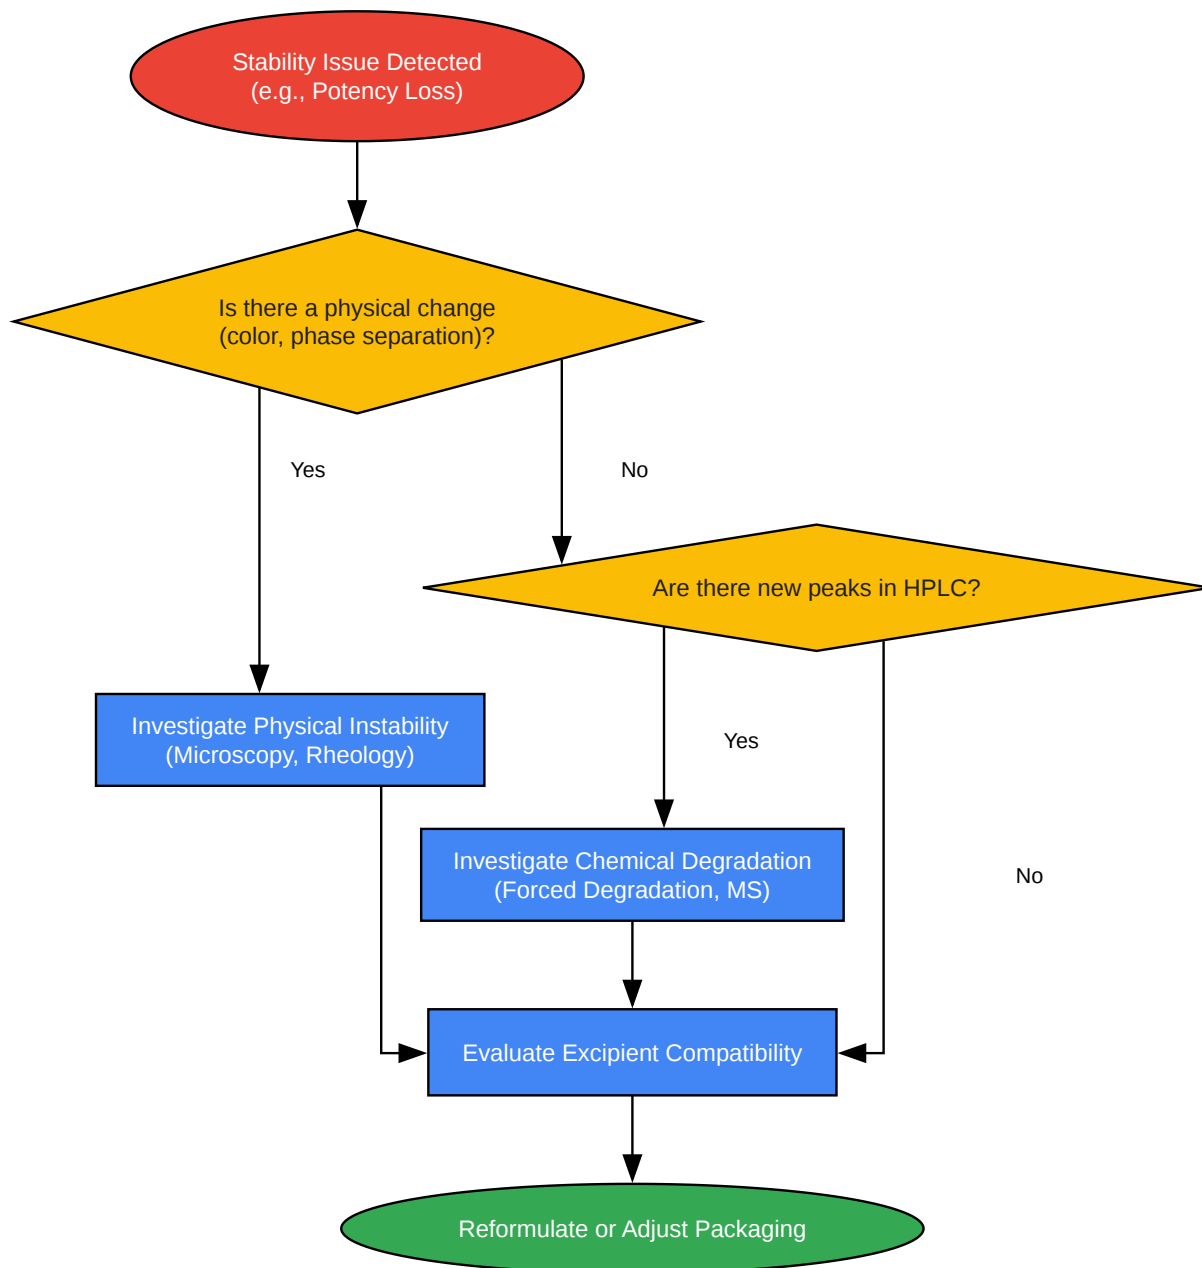 Stability Issue Detected
(e.g., Potency Loss)
Is there a physical change
(color, phase separation)?
Yes
No
Are there new peaks in HPLC?
Investigate Physical Instability
(Microscopy, Rheology)
Yes
Investigate Chemical Degradation
(Forced Degradation, MS)
No
Evaluate Excipient Compatibility
Reformulate or Adjust Packaging